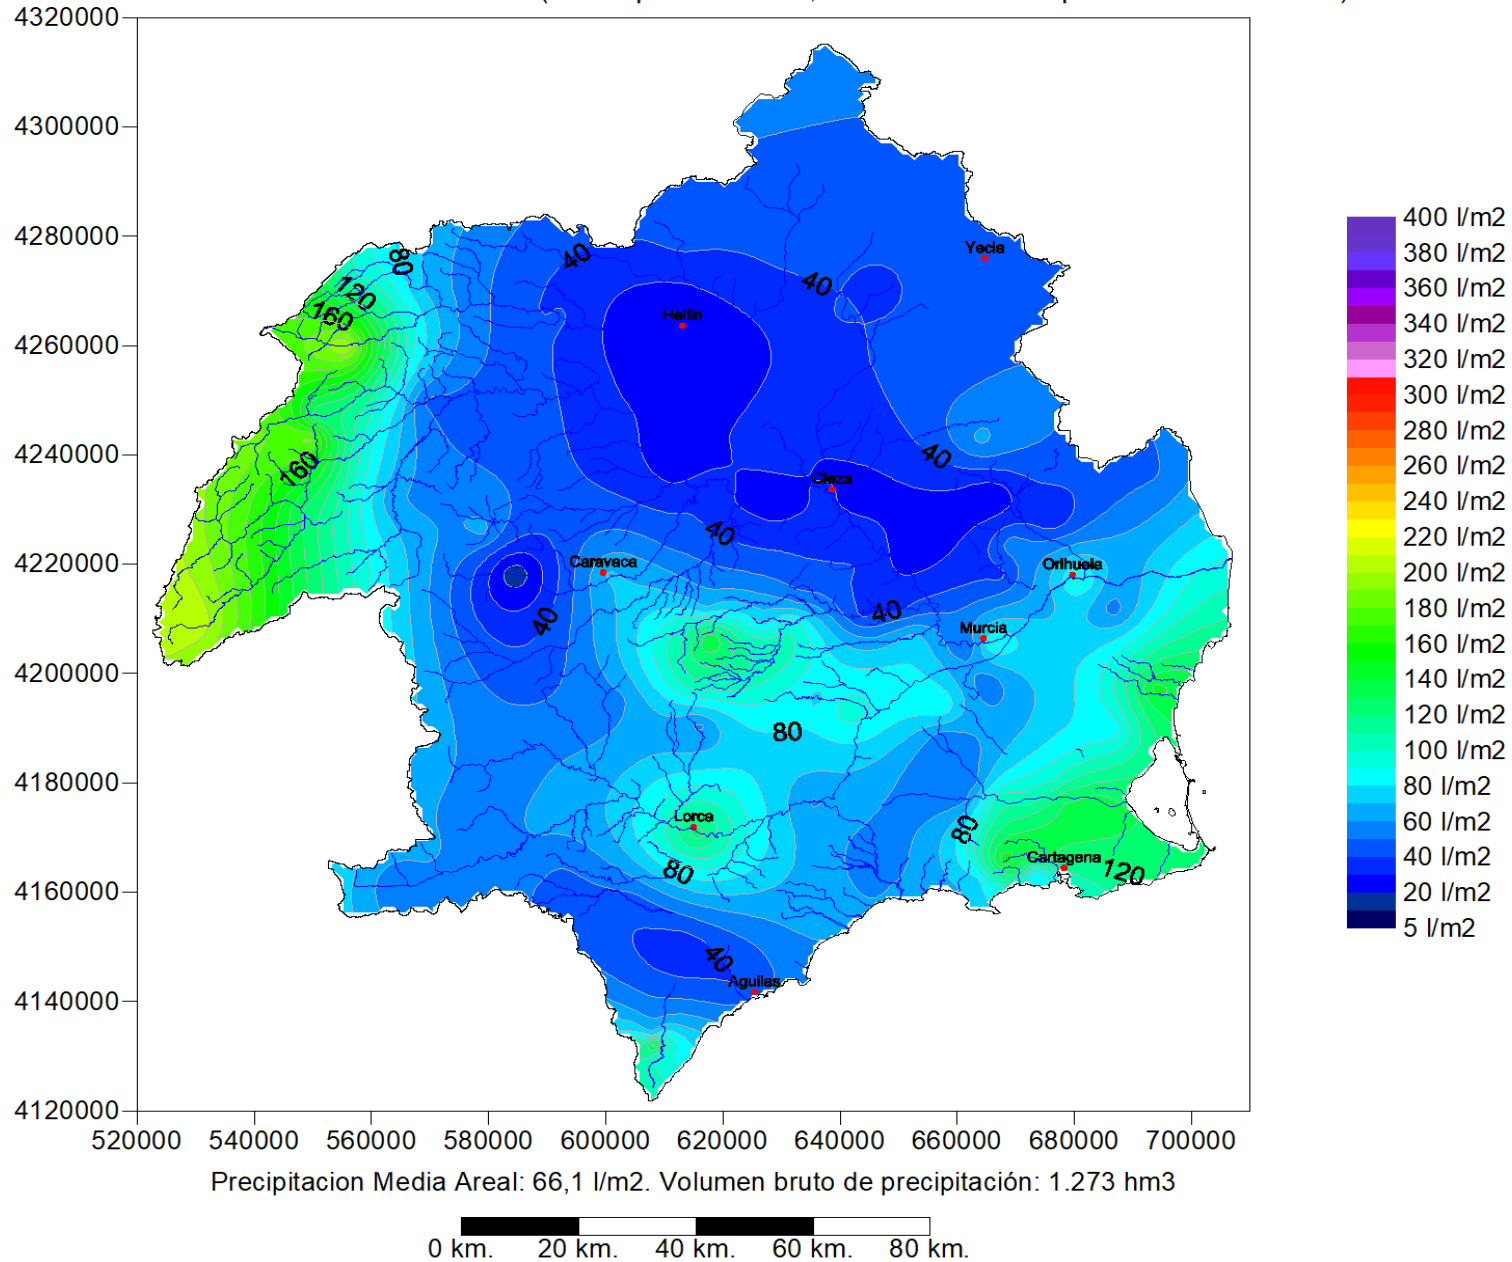 4320000
4300000
4280000
4260000
4240000
4220000
4200000
4180000
4160000
4140000
4120000
520000 540000 560000 580000 600000 620000 640000 660000 680000 700000
80
120
160
160
40
40
Yecla
Hellin
40
Cieza
40
Caravaca
Orihuela
40
40
Murcia
80
Lorca
80
80
Cartagena
120
40
Aguilas
400 l/m2
380 l/m2
360 l/m2
340 l/m2
320 l/m2
300 l/m2
280 l/m2
260 l/m2
240 l/m2
220 l/m2
200 l/m2
180 l/m2
160 l/m2
140 l/m2
120 l/m2
100 l/m2
80 l/m2
60 l/m2
40 l/m2
20 l/m2
5 l/m2
Precipitacion Media Areal: 66,1 l/m2. Volumen bruto de precipitación: 1.273 hm3
0 km. 20 km. 40 km. 60 km. 80 km.